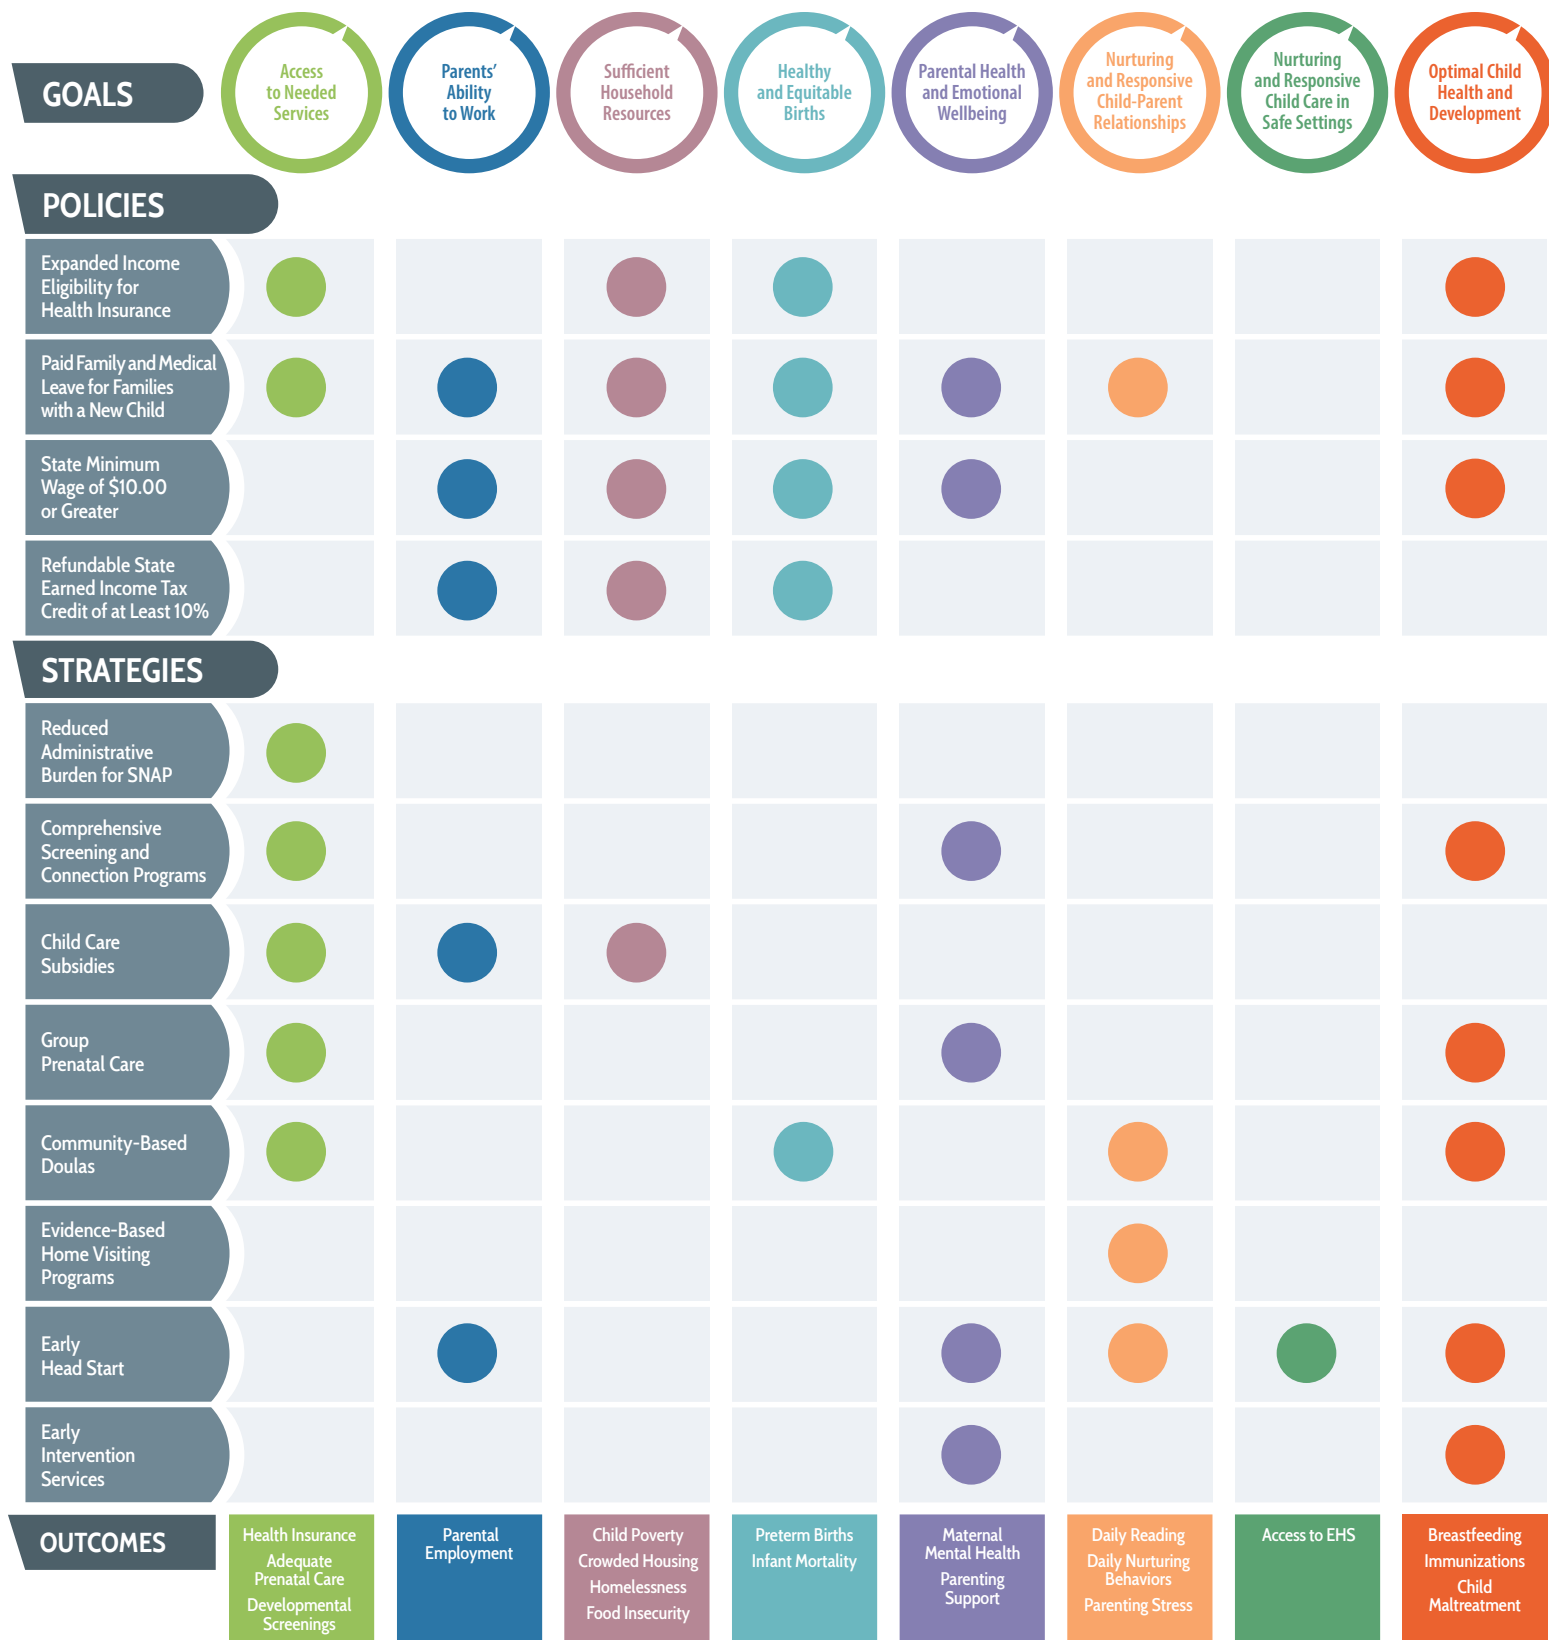 GOALS
Access
to Needed
Services
Parents’
Ability
to Work
Sufficient
Household
Resources
Healthy
and Equitable
Births
Parental Health
and Emotional
Wellbeing
Nurturing
and Responsive
Child-Parent
Relationships
Nurturing
and Responsive
Child Care in
Safe Settings
Optimal Child
Health and
Development
POLICIES
Expanded Income
Eligibility for
Health Insurance
Paid Family and Medical
Leave for Families
with a New Child
State Minimum
Wage of $10.00
or Greater
Refundable State
Earned Income Tax
Credit of at Least 10%
STRATEGIES
Reduced
Administrative
Burden for SNAP
Comprehensive
Screening and
Connection Programs
Child Care
Subsidies
Group
Prenatal Care
Community-Based
Doulas
Evidence-Based
Home Visiting
Programs
Early
Head Start
Early
Intervention
Services
OUTCOMES
Health Insurance
Adequate
Prenatal Care
Developmental
Screenings
Parental
Employment
Child Poverty
Crowded Housing
Homelessness
Food Insecurity
Preterm Births
Infant Mortality
Maternal
Mental Health
Parenting
Support
Daily Reading
Daily Nurturing
Behaviors
Parenting Stress
Access to EHS
Breastfeeding
Immunizations
Child
Maltreatment